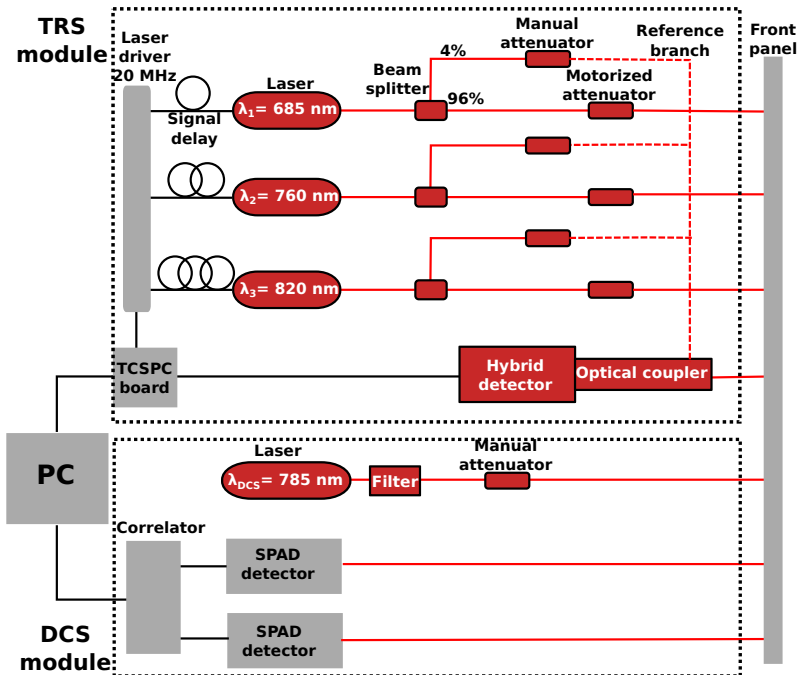 TRS
module
Laser
driver
20 MHz
Signal
delay
Laser
λ1= 685 nm
Beam
splitter
4%
96%
Manual
attenuator
Motorized
attenuator
Reference
branch
Front
panel
λ2= 760 nm
λ3= 820 nm
TCSPC
board
Hybrid
detector
Optical coupler
PC
Laser
λDCS= 785 nm
Filter
Manual
attenuator
Correlator
SPAD
detector
SPAD
detector
DCS
module